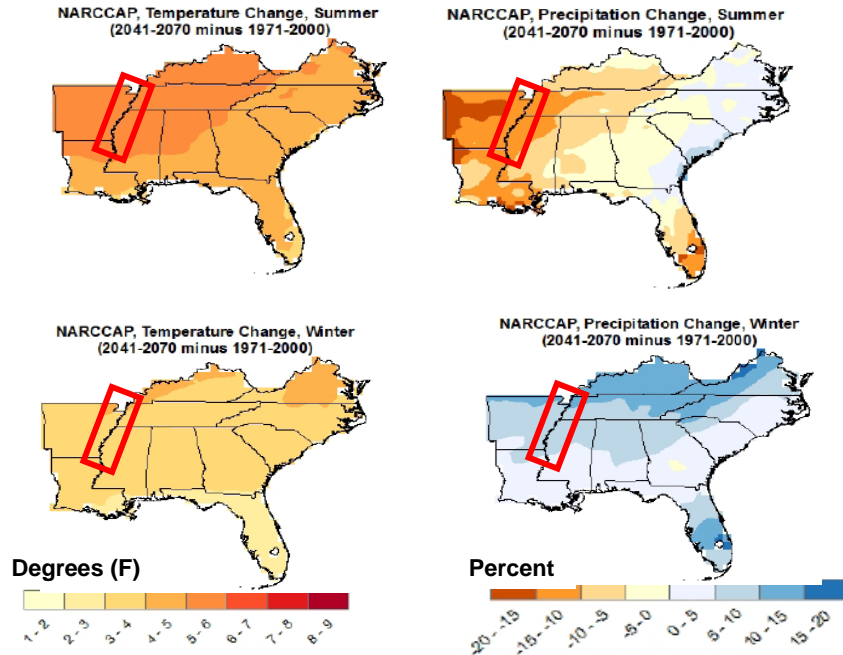 NARCCAP, Temperature Change, Summer
(2041-2070 minus 1971-2000)
NARCCAP, Precipitation Change, Summer
(2041-2070 minus 1971-2000)
NARCCAP, Temperature Change, Winter
(2041-2070 minus 1971-2000)
NARCCAP, Precipitation Change, Winter
(2041-2070 minus 1971-2000)
Degrees (F)
1 - 2
2 - 3
3 - 4
4 - 5
5 - 6
6 - 7
7 - 8
8 - 9
Percent
-20 - -15
-15 - -10
-10 - -5
-5 - 0
0 - 5
5 - 10
10 - 15
15 - 20